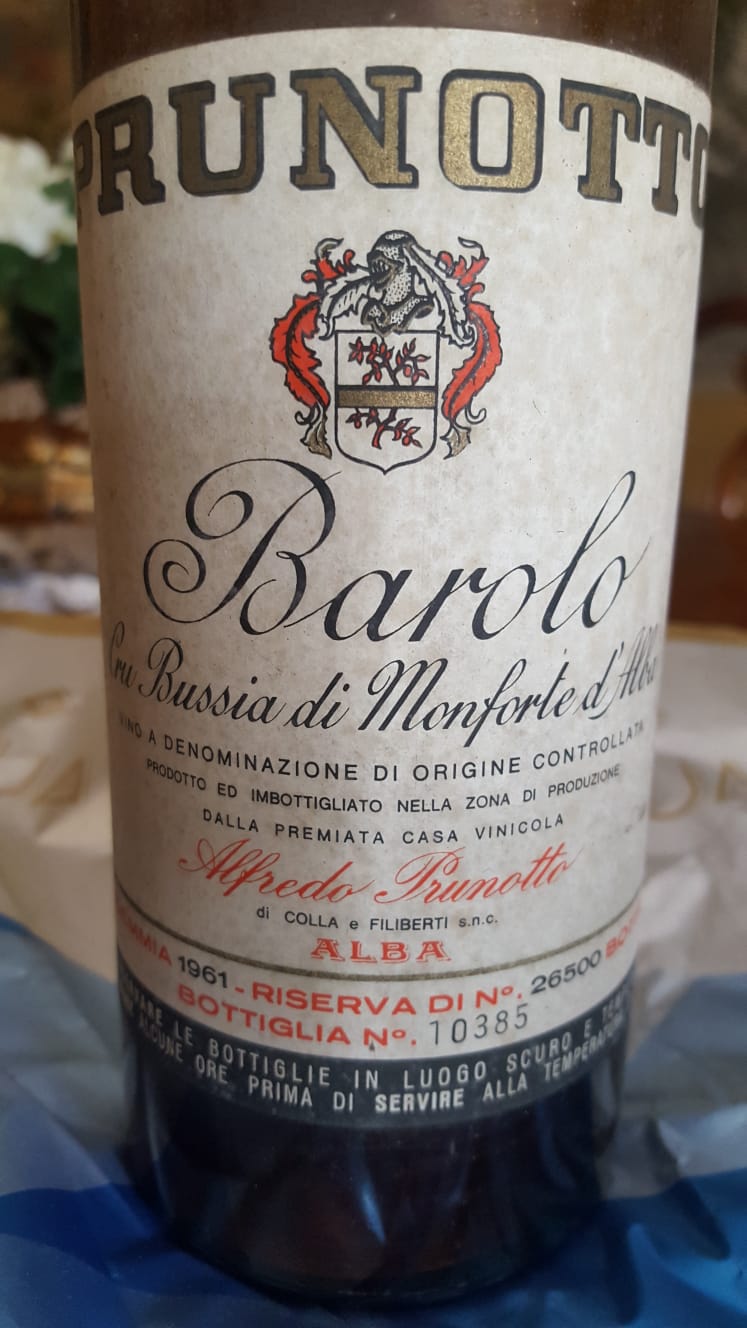 PRUNOTTO
Barolo
Cru Bussia di Monforte d'Alba
VINO A DENOMINAZIONE DI ORIGINE CONTROLLATA
PRODOTTO ED IMBOTTIGLIATO NELLA ZONA DI PRODUZIONE
DALLA PREMIATA CASA VINICOLA
Alfredo Prunotto
di COLLA e FILIBERTI s.n.c.
ALBA
1961 - RISERVA DI Nº. 26500
BOTTIGLIA Nº. 10385
LE BOTTIGLIE IN LUOGO SCURO E
ALCUNE ORE PRIMA DI SERVIRE ALLA